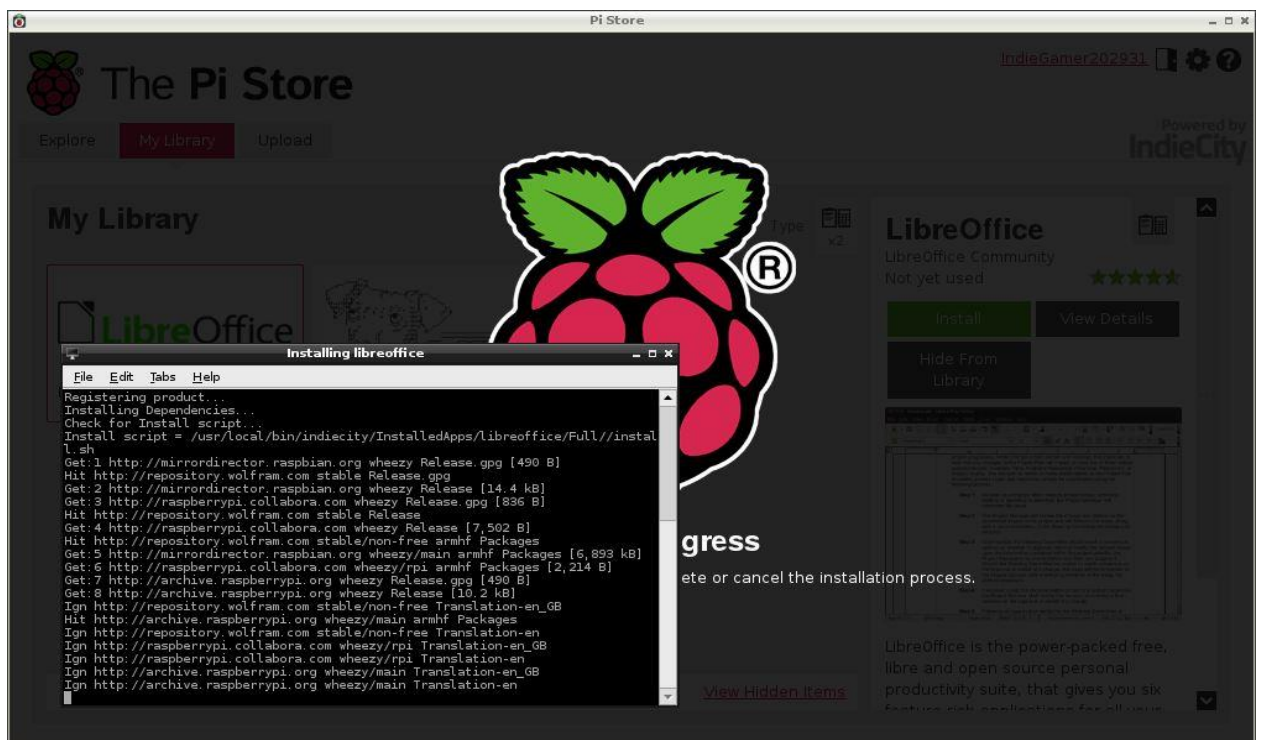 Pi Store
The Pi Store
IndieGamer202931
Explore
My Library
Upload
Powered by
IndieCity
My Library
Type
x2
LibreOffice
®
LibreOffice
LibreOffice Community
Not yet used
Install
View Details
Hide From
Library
Installing libreoffice
File Edit Tabs Help
Registering product...
Installing Dependencies...
Check for Install script...
Install script = /usr/local/bin/indiecity/InstalledApps/libreoffice/Full//instal
l.sh
Get:1 http://mirrordirector.raspbian.org wheezy Release.gpg [490 B]
Hit http://repository.wolfram.com stable Release.gpg
Get:2 http://mirrordirector.raspbian.org wheezy Release [14.4 kB]
Get:3 http://raspberrypi.collabora.com wheezy Release.gpg [836 B]
Hit http://repository.wolfram.com stable Release
Get:4 http://raspberrypi.collabora.com wheezy Release [7,502 B]
Hit http://repository.wolfram.com stable/non-free armhf Packages
Get:5 http://mirrordirector.raspbian.org wheezy/main armhf Packages [6,893 kB]
Get:6 http://raspberrypi.collabora.com wheezy/rpi armhf Packages [2,214 B]
Get:7 http://archive.raspberrypi.org wheezy Release.gpg [490 B]
Get:8 http://archive.raspberrypi.org wheezy Release [10.2 kB]
Ign http://repository.wolfram.com stable/non-free Translation-en_GB
Hit http://archive.raspberrypi.org wheezy/main armhf Packages
Ign http://repository.wolfram.com stable/non-free Translation-en
Ign http://raspberrypi.collabora.com wheezy/rpi Translation-en_GB
Ign http://raspberrypi.collabora.com wheezy/rpi Translation-en
Ign http://archive.raspberrypi.org wheezy/main Translation-en_GB
Ign http://archive.raspberrypi.org wheezy/main Translation-en
gress
ete or cancel the installation process.
View Hidden Items
LibreOffice is the power-packed free,
libre and open source personal
productivity suite, that gives you six
feature-rich applications for all your